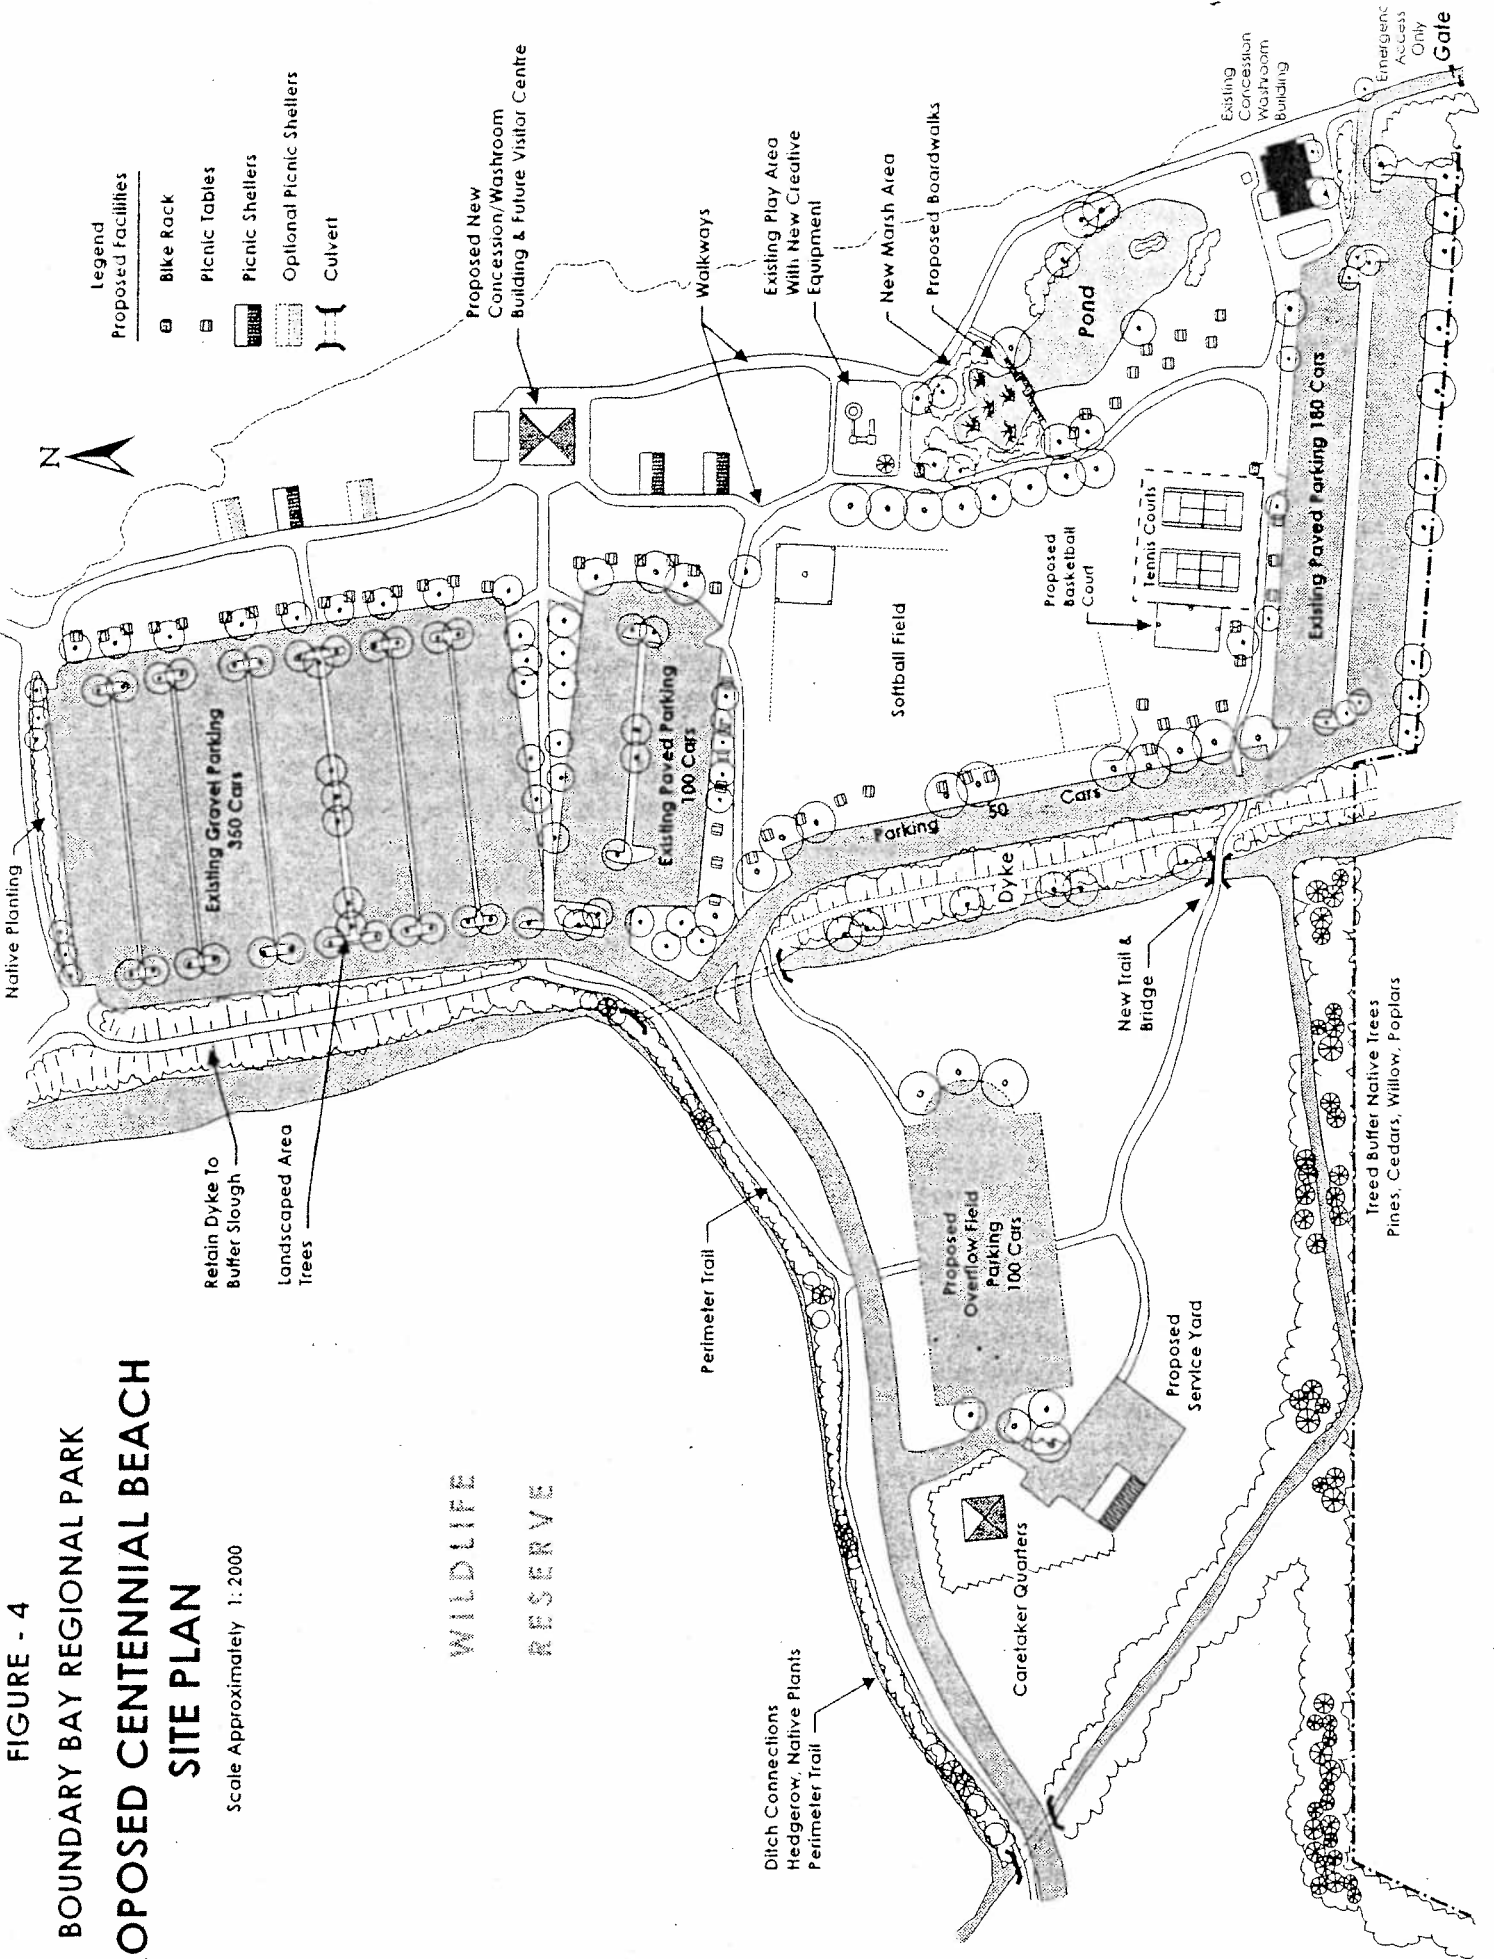 FIGURE - 4
BOUNDARY BAY REGIONAL PARK
OPOSED CENTENNIAL BEACH
SITE PLAN
Scale Approximately 1:2000
Native Planting
Legend
Proposed Facilities
Bike Rack
Picnic Tables
Picnic Shelters
Optional Picnic Shelters
Culvert
N
Existing Gravel Parking
360 Cars
Retain Dyke To
Buffer Slough
Landscaped Area
Trees
Proposed New
Concession/Washroom
Building & Future Visitor Centre
WILDLIFE
RESERVE
Existing Paved Parking
100 Cars
Walkways
Perimeter Trail
Existing Play Area
With New Creative
Equipment
Ditch Connections
Hedgerow, Native Plants
Perimeter Trail
Softball Field
New Marsh Area
Proposed Boardwalks
Parking 50 Cars
Dyke
Proposed
Overflow Field
Parking
100 Cars
Caretaker Quarters
Proposed
Basketball
Court
Pond
Tennis Courts
New Trail &
Bridge
Proposed
Service Yard
Existing
Concession
Washroom
Building
Existing Paved Parking 180 Cars
Treed Buffer Native Trees
Pines, Cedars, Willow, Poplars
Emergenc
Access
Only
Gate